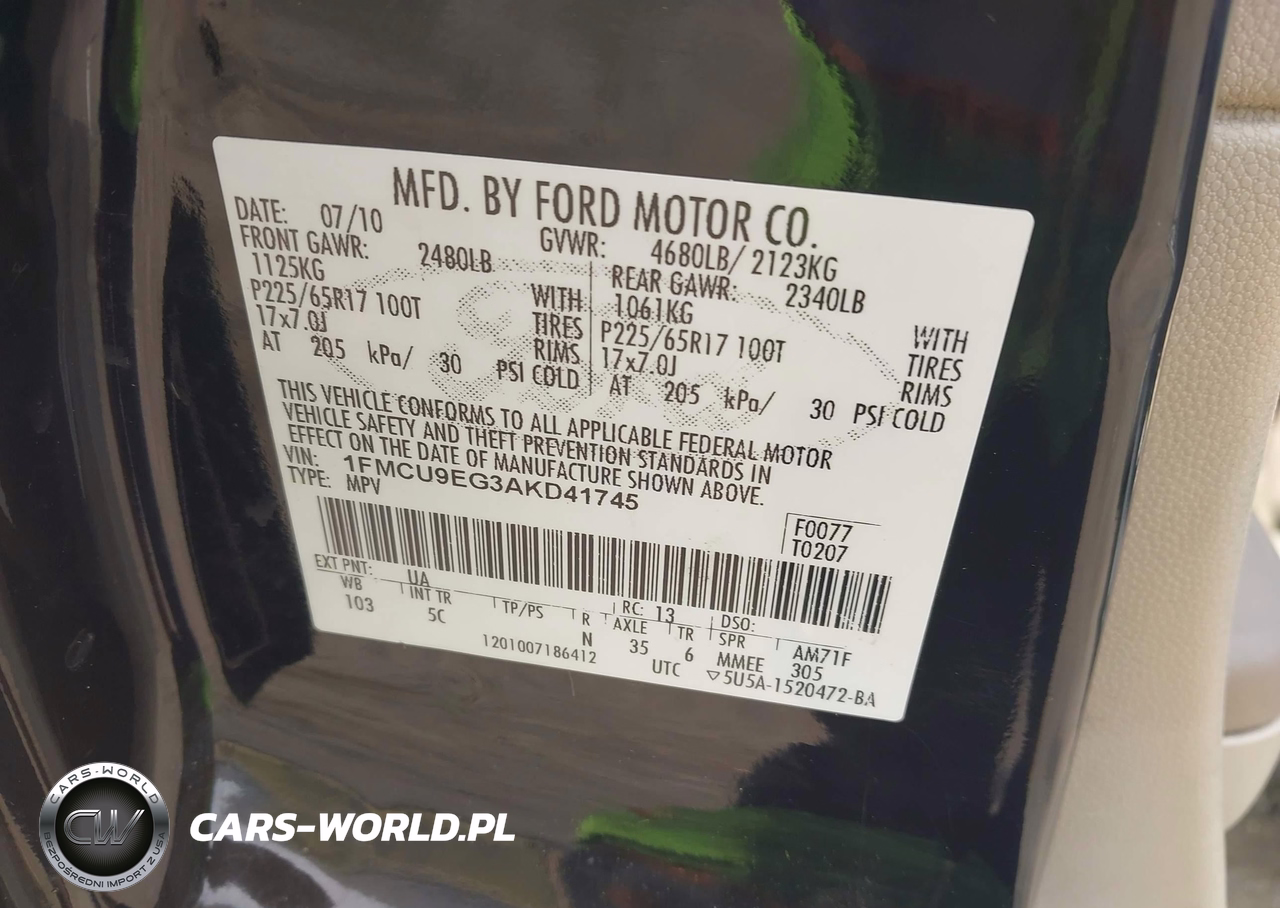 MFD. BY FORD MOTOR CO.
DATE: 07/10 GVWR: 4680LB/ 2123KG
FRONT GAWR: 2480LB REAR GAWR: 2340LB
1125KG WITH 1061KG WITH
P225/65R17 100T TIRES P225/65R17 100T TIRES
17x7.0J RIMS 17x7.0J RIMS
AT 205 kPa/ 30 PSI COLD AT 205 kPa/ 30 PSI COLD
THIS VEHICLE CONFORMS TO ALL APPLICABLE FEDERAL MOTOR
VEHICLE SAFETY AND THEFT PREVENTION STANDARDS IN
EFFECT ON THE DATE OF MANUFACTURE SHOWN ABOVE.
VIN: 1FMCU9EG3AKD41745
TYPE: MPV
F0077
T0207
EXT PNT: UA RC: 13 DSO:
WB INT TR TP/PS R AXLE TR SPR
103 5C N 35 6 AM71F
MMEE 305
1201007186412 UTC ▽5U5A-1520472-BA
CARS-WORLD
CW
BEZPOŚREDNI IMPORT Z USA
CARS-WORLD.PL